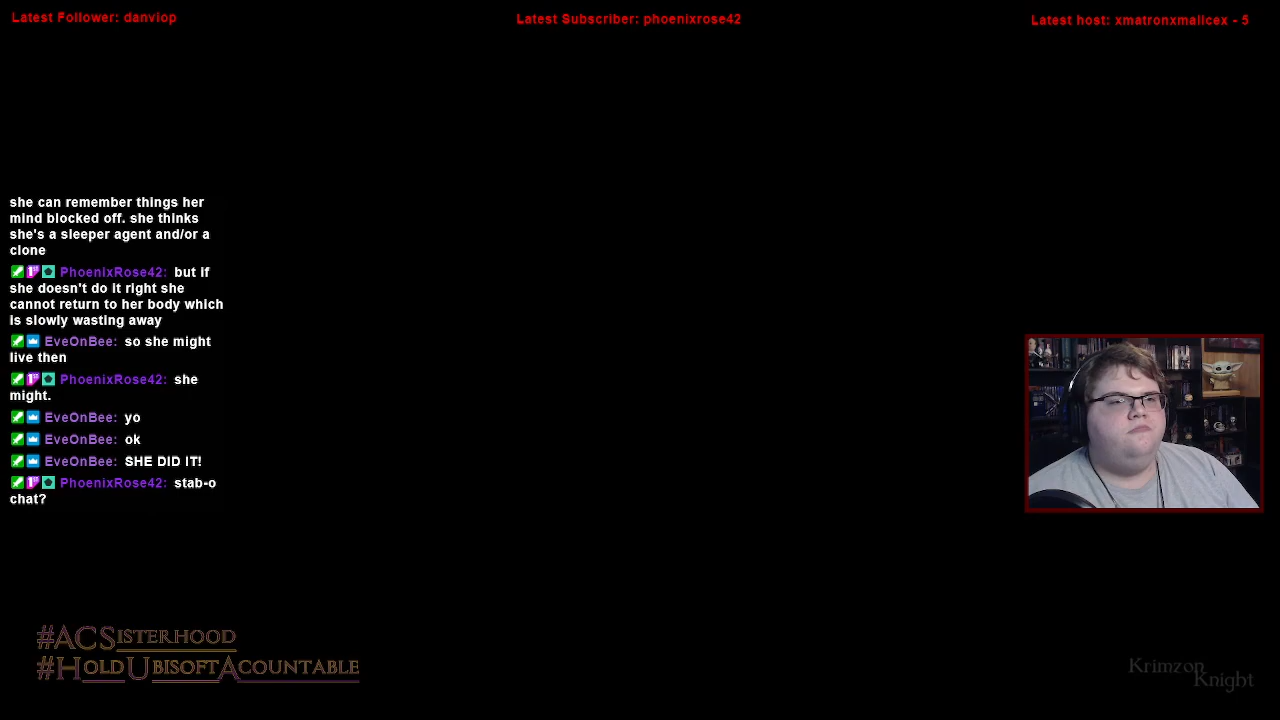 Latest Follower: danvlop
Latest Subscriber: phoenixrose42
Latest host: xmatronxmalicex - 5
she can remember things her
mind blocked off. she thinks
she's a sleeper agent and/or a
clone
PhoenixRose42: but if
she doesn't do it right she
cannot return to her body which
is slowly wasting away
EveOnBee: so she might
live then
PhoenixRose42: she
might.
EveOnBee: yo
EveOnBee: ok
EveOnBee: SHE DID IT!
PhoenixRose42: stab-o
chat?
#ACSisterhood
#HoldUbisoftAcountable
Krimzon
Knight